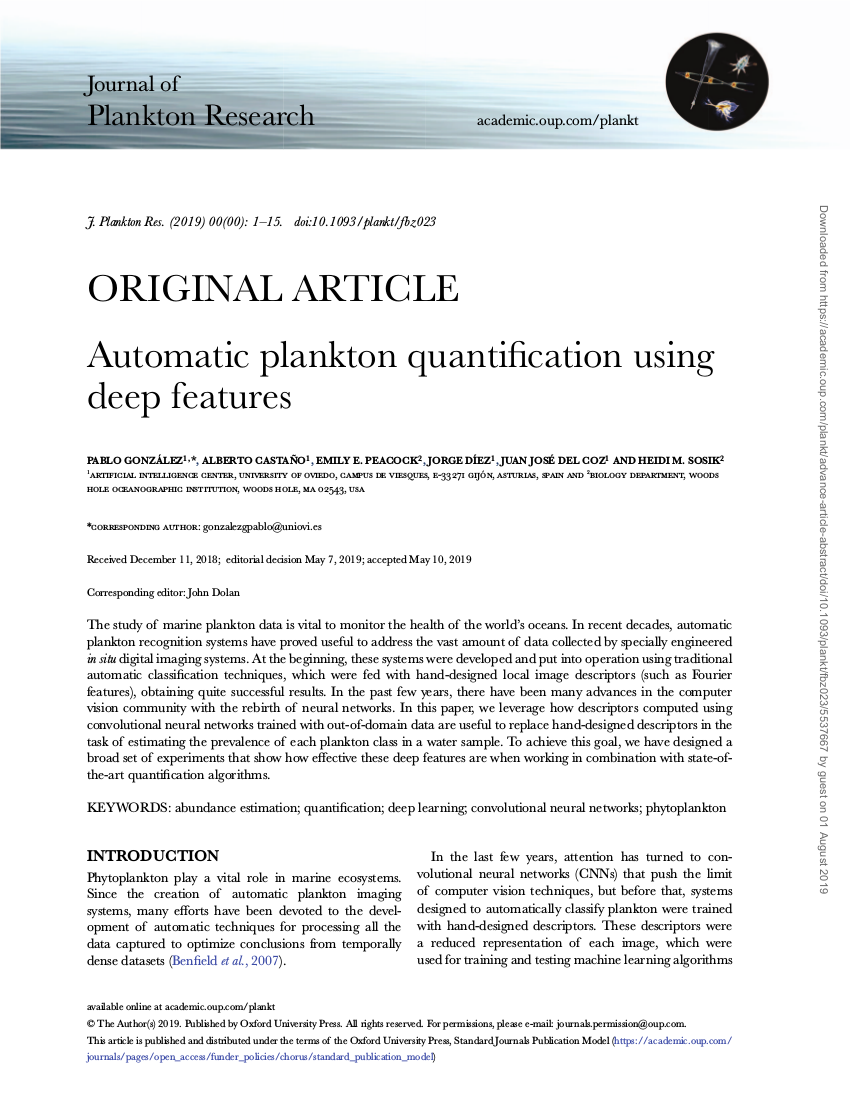 Journal of
Plankton Research
academic.oup.com/plankt
J. Plankton Res. (2019) 00(00): 1–15. doi:10.1093/plankt/fbz023
ORIGINAL ARTICLE
Automatic plankton quantification using
deep features
PABLO GONZÁLEZ¹·*, ALBERTO CASTAÑO¹, EMILY E. PEACOCK², JORGE DÍEZ¹, JUAN JOSÉ DEL COZ¹ AND HEIDI M. SOSIK²
¹ARTIFICIAL INTELLIGENCE CENTER, UNIVERSITY OF OVIEDO, CAMPUS DE VIESQUES, E-33271 GIJÓN, ASTURIAS, SPAIN AND ²BIOLOGY DEPARTMENT, WOODS
HOLE OCEANOGRAPHIC INSTITUTION, WOODS HOLE, MA 02543, USA
*CORRESPONDING AUTHOR: gonzalezgpablo@uniovi.es
Received December 11, 2018; editorial decision May 7, 2019; accepted May 10, 2019
Corresponding editor: John Dolan
The study of marine plankton data is vital to monitor the health of the world's oceans. In recent decades, automatic
plankton recognition systems have proved useful to address the vast amount of data collected by specially engineered
in situ digital imaging systems. At the beginning, these systems were developed and put into operation using traditional
automatic classification techniques, which were fed with hand-designed local image descriptors (such as Fourier
features), obtaining quite successful results. In the past few years, there have been many advances in the computer
vision community with the rebirth of neural networks. In this paper, we leverage how descriptors computed using
convolutional neural networks trained with out-of-domain data are useful to replace hand-designed descriptors in the
task of estimating the prevalence of each plankton class in a water sample. To achieve this goal, we have designed a
broad set of experiments that show how effective these deep features are when working in combination with state-of-
the-art quantification algorithms.
KEYWORDS: abundance estimation; quantification; deep learning; convolutional neural networks; phytoplankton
INTRODUCTION
Phytoplankton play a vital role in marine ecosystems.
Since the creation of automatic plankton imaging
systems, many efforts have been devoted to the devel-
opment of automatic techniques for processing all the
data captured to optimize conclusions from temporally
dense datasets (Benfield et al., 2007).
In the last few years, attention has turned to con-
volutional neural networks (CNNs) that push the limit
of computer vision techniques, but before that, systems
designed to automatically classify plankton were trained
with hand-designed descriptors. These descriptors were
a reduced representation of each image, which were
used for training and testing machine learning algorithms
available online at academic.oup.com/plankt
© The Author(s) 2019. Published by Oxford University Press. All rights reserved. For permissions, please e-mail: journals.permission@oup.com.
This article is published and distributed under the terms of the Oxford University Press, Standard Journals Publication Model (https://academic.oup.com/
journals/pages/open_access/funder_policies/chorus/standard_publication_model)
Downloaded from https://academic.oup.com/plankt/advance-article-abstract/doi/10.1093/plankt/fbz023/5537667 by guest on 01 August 2019